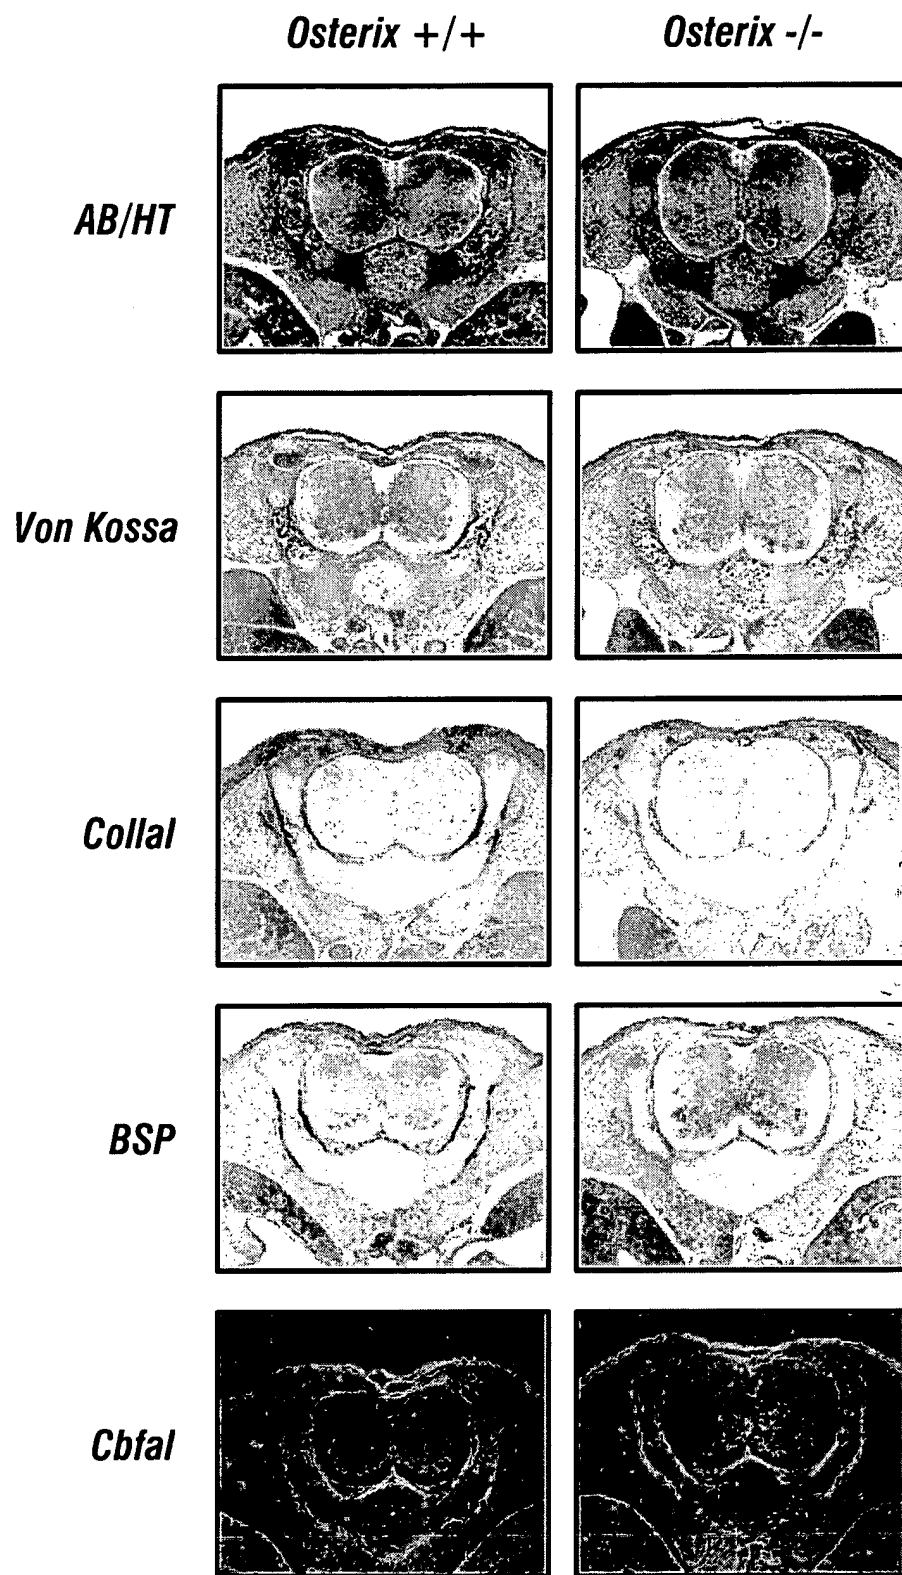 Osterix +/+ Osterix -/-
AB/HT
Von Kossa
Collal
BSP
Cbfal